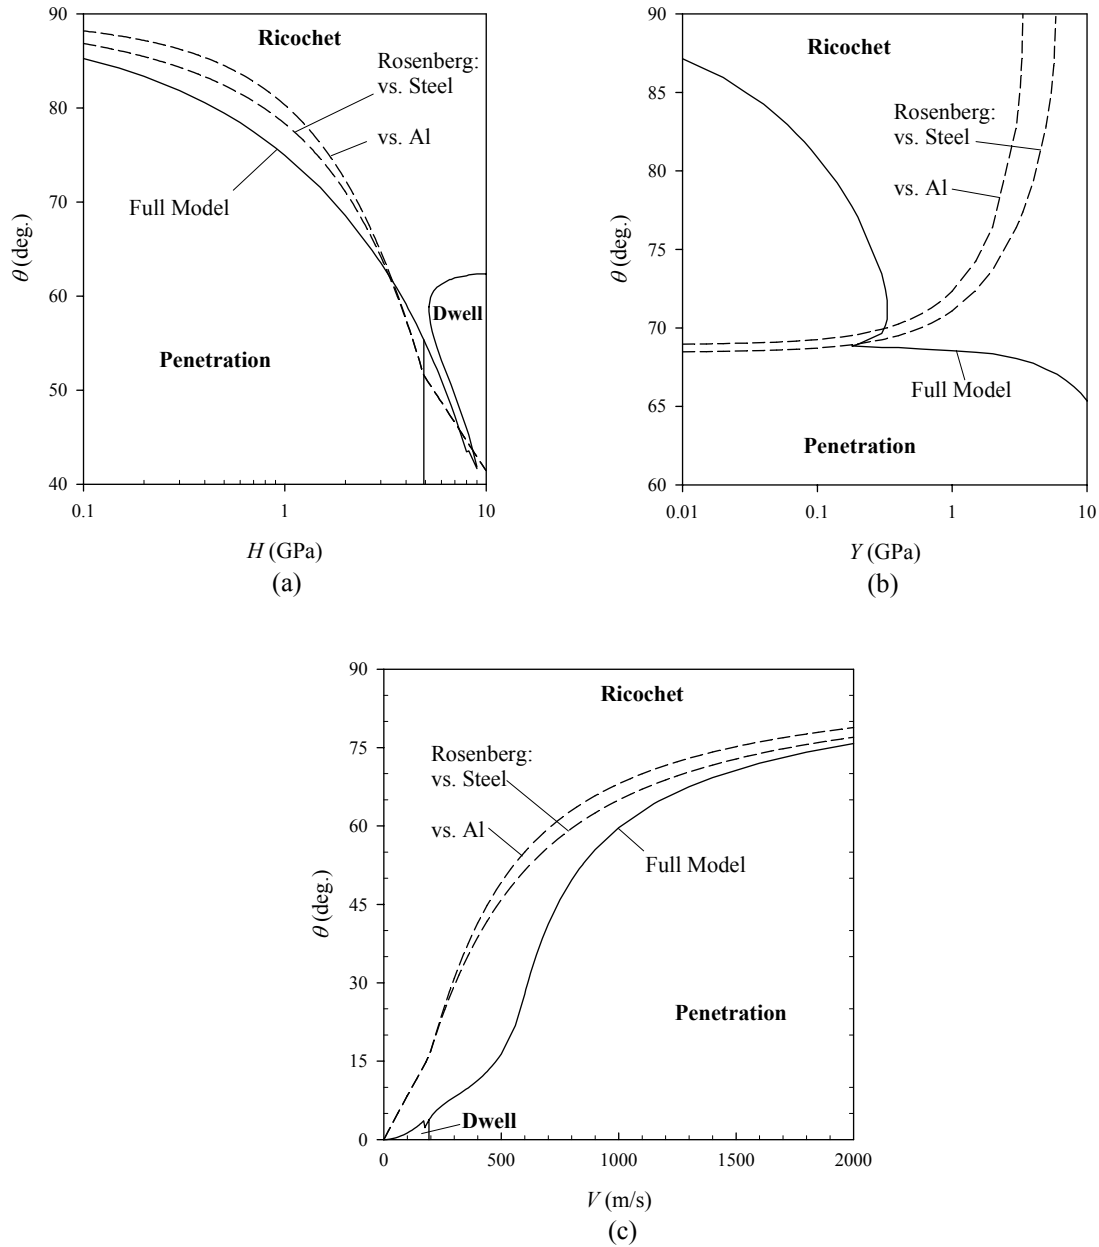 90
80
70
60
50
40
θ (deg.)
Ricochet
Rosenberg:
vs. Steel
vs. Al
Full Model
Dwell
Penetration
0.1
1
10
H (GPa)
(a)
90
85
80
75
70
65
60
θ (deg.)
Ricochet
Rosenberg:
vs. Steel
vs. Al
Full Model
Penetration
0.01
0.1
1
10
Y (GPa)
(b)
90
75
60
45
30
15
0
θ (deg.)
Ricochet
Rosenberg:
vs. Steel
vs. Al
Full Model
Penetration
Dwell
0
500
1000
1500
2000
V (m/s)
(c)